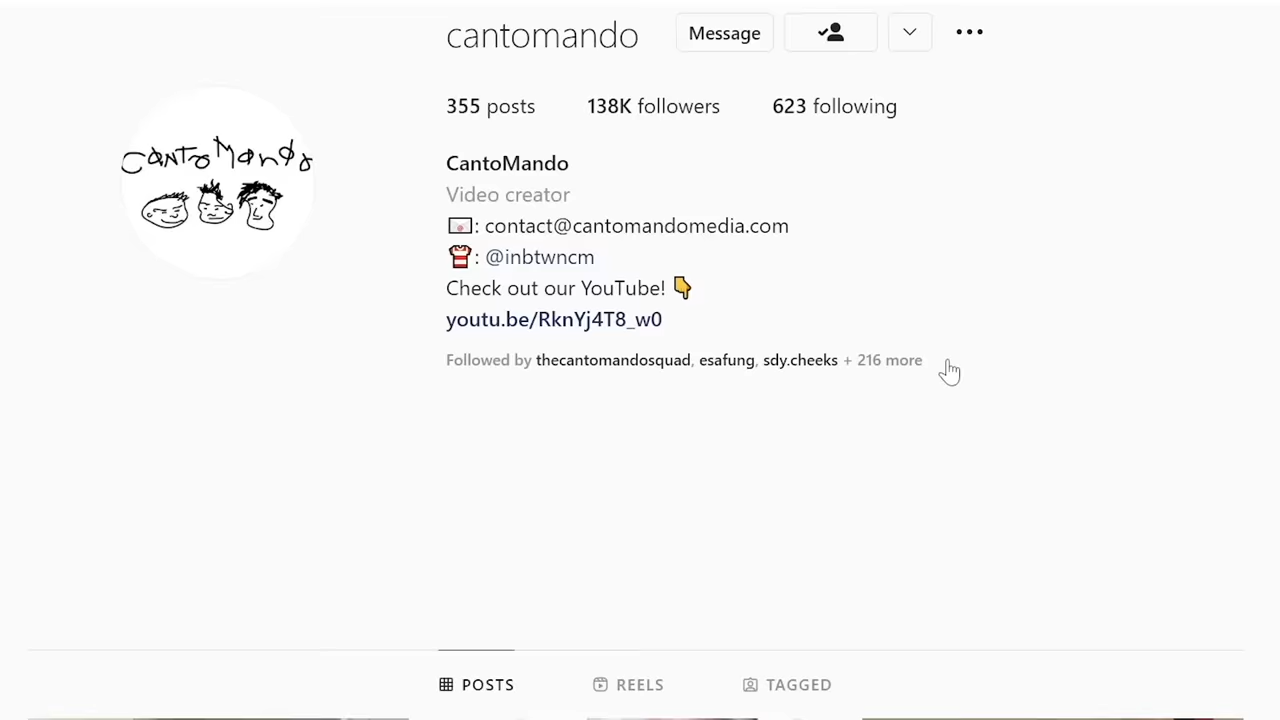 cantomando Message
355 posts 138K followers 623 following
CantoMando
CantoMando
Video creator
: contact@cantomandomedia.com
: @inbtwncm
Check out our YouTube!
youtu.be/RknYj4T8_w0
Followed by thecantomandosquad, esafung, sdy.cheeks + 216 more
POSTS REELS TAGGED